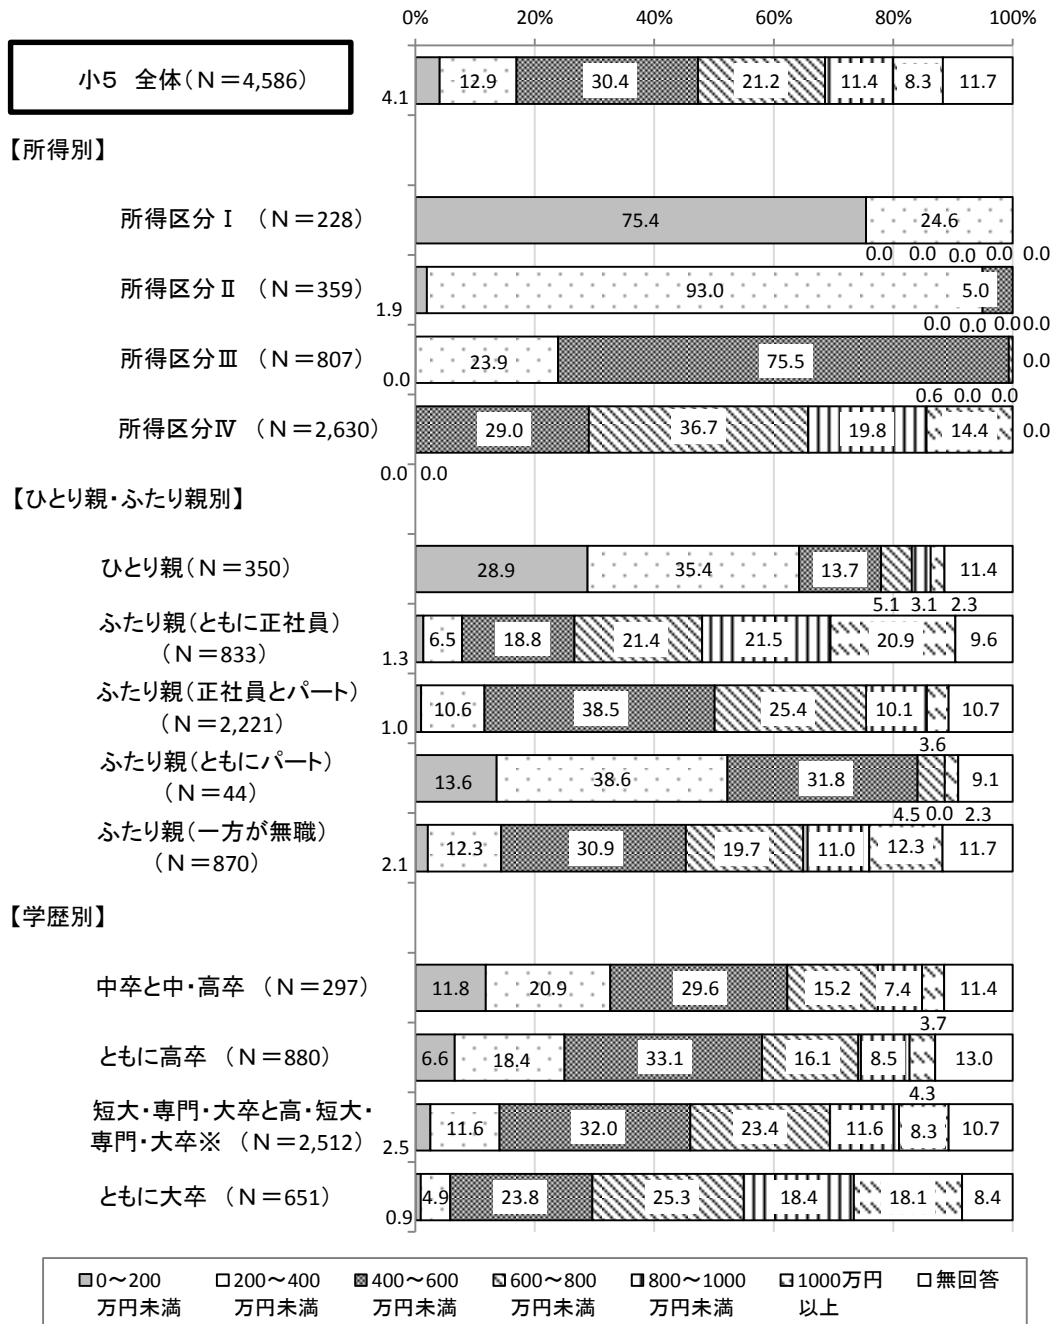 0% 20% 40% 60% 80% 100%
小5 全体(N=4,586)
4.1 12.9 30.4 21.2 11.4 8.3 11.7
【所得別】
所得区分Ⅰ (N=228)
75.4 24.6
0.0 0.0 0.0 0.0 0.0
所得区分Ⅱ (N=359)
1.9 93.0 5.0
0.0 0.0 0.0 0.0
所得区分Ⅲ (N=807)
0.0 23.9 75.5 0.0
0.6 0.0 0.0
所得区分Ⅳ (N=2,630)
29.0 36.7 19.8 14.4 0.0
0.0 0.0
【ひとり親・ふたり親別】
ひとり親(N=350)
28.9 35.4 13.7 11.4
5.1 3.1 2.3
ふたり親(ともに正社員)
(N=833)
1.3 6.5 18.8 21.4 21.5 20.9 9.6
ふたり親(正社員とパート)
(N=2,221)
1.0 10.6 38.5 25.4 10.1 10.7
3.6
ふたり親(ともにパート)
(N=44)
13.6 38.6 31.8 9.1
4.5 0.0 2.3
ふたり親(一方が無職)
(N=870)
2.1 12.3 30.9 19.7 11.0 12.3 11.7
【学歴別】
中卒と中・高卒 (N=297)
11.8 20.9 29.6 15.2 7.4 11.4
3.7
ともに高卒 (N=880)
6.6 18.4 33.1 16.1 8.5 13.0
4.3
短大・専門・大卒と高・短大・
専門・大卒※ (N=2,512)
2.5 11.6 32.0 23.4 11.6 8.3 10.7
ともに大卒 (N=651)
0.9 4.9 23.8 25.3 18.4 18.1 8.4
0～200 200～400 400～600 600～800 800～1000 1000万円 無回答
万円未満 万円未満 万円未満 万円未満 万円未満 以上